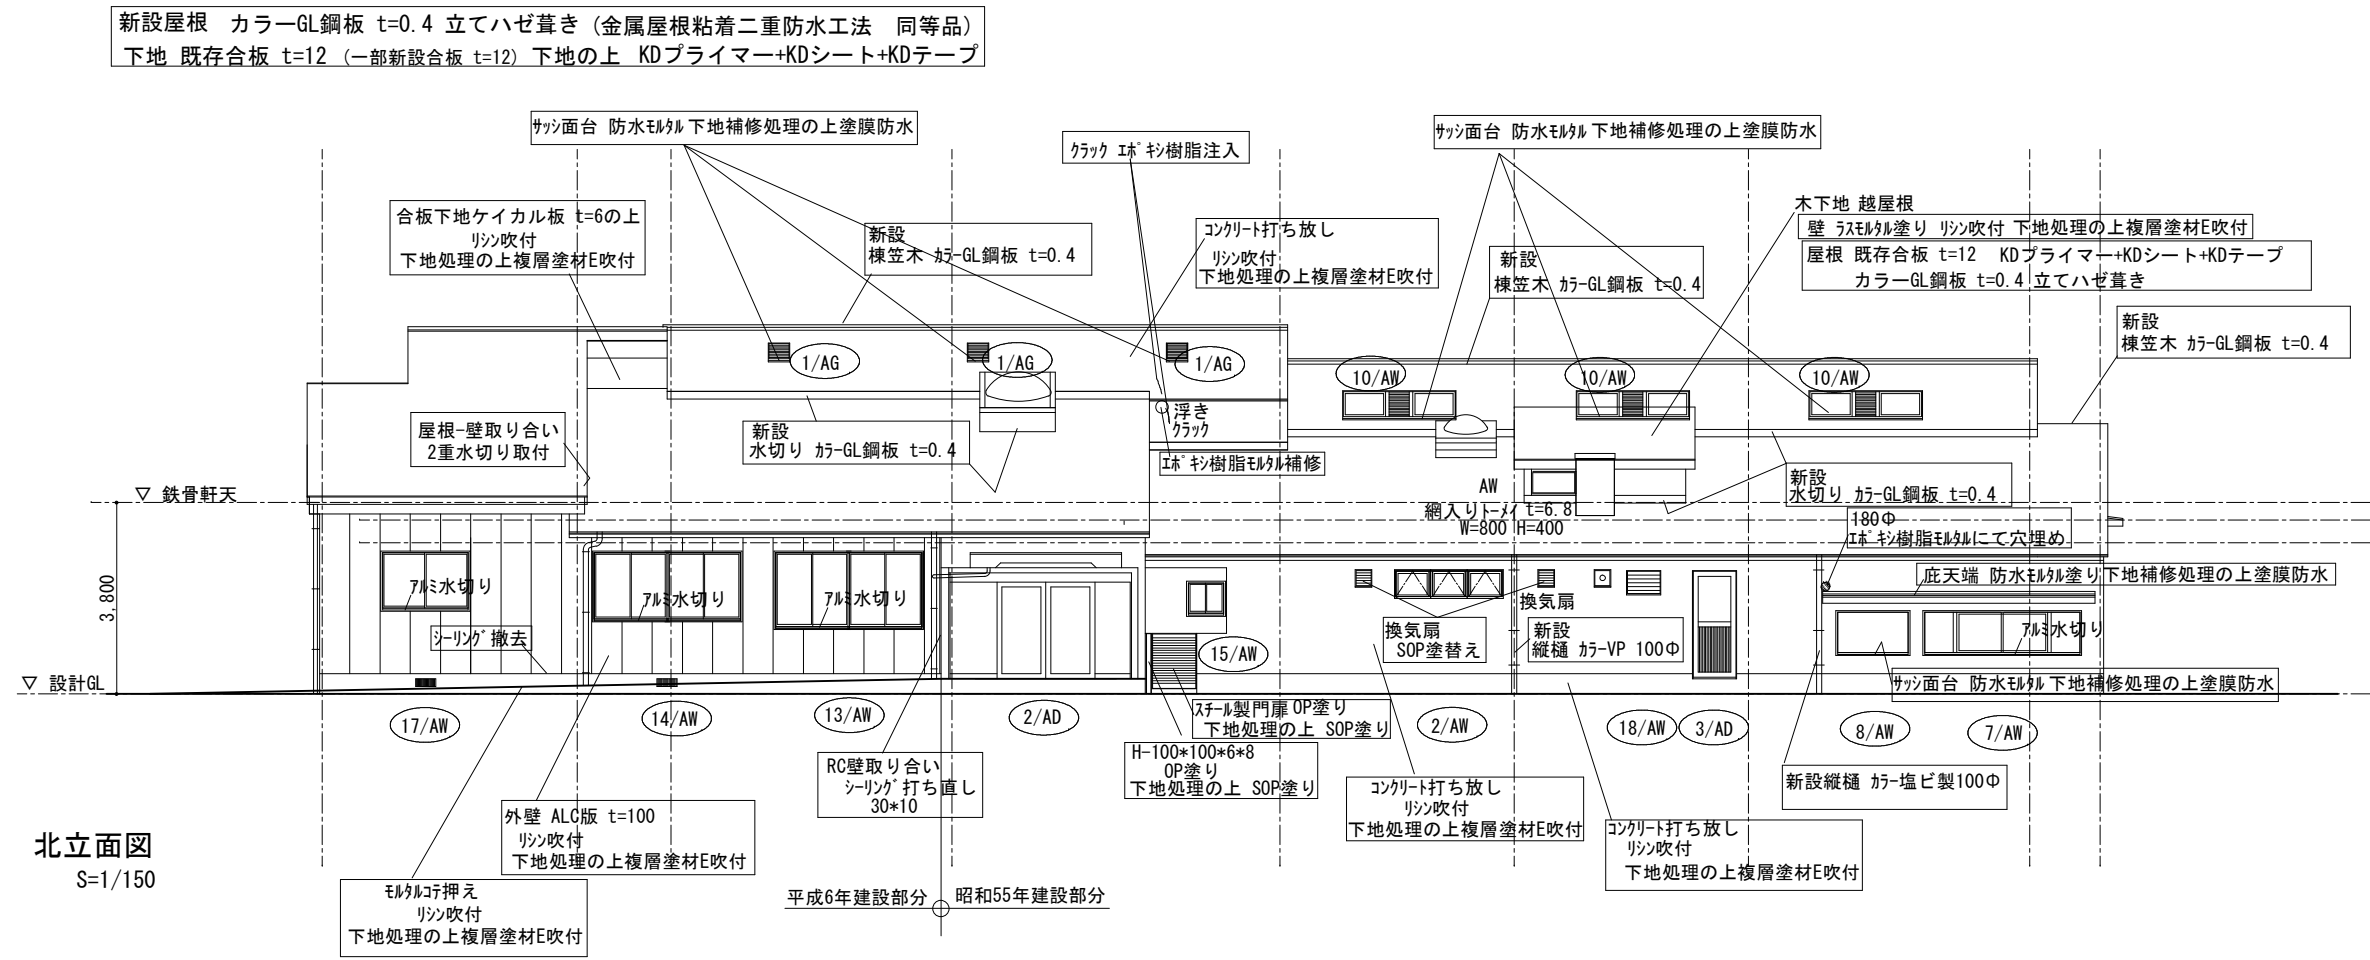 新設屋根　カラーGL鋼板 t=0.4 立てハゼ葺き（金属屋根粘着二重防水工法　同等品）
下地 既存合板 t=12（一部新設合板 t=12）下地の上　KDプライマー+KDシート+KDテープ
ｻｯｼ面台 防水ﾓﾙﾀﾙ下地補修処理の上塗膜防水
ｸﾗｯｸ ｴﾎﾟｷｼ樹脂注入
ｻｯｼ面台 防水ﾓﾙﾀﾙ下地補修処理の上塗膜防水
合板下地ケイカル板 t=6の上
ﾘｼﾝ吹付
下地処理の上複層塗材E吹付
新設
棟笠木 ｶﾗｰGL鋼板 t=0.4
ｺﾝｸﾘｰﾄ打ち放し
ﾘｼﾝ吹付
下地処理の上複層塗材E吹付
新設
棟笠木 ｶﾗｰGL鋼板 t=0.4
木下地 越屋根
壁 ﾗｽﾓﾙﾀﾙ塗り ﾘｼﾝ吹付 下地処理の上複層塗材E吹付
屋根 既存合板 t=12　KDプライマー+KDシート+KDテープ
カラーGL鋼板 t=0.4 立てハゼ葺き
新設
棟笠木 ｶﾗｰGL鋼板 t=0.4
1/AG
1/AG
1/AG
10/AW
10/AW
10/AW
屋根-壁取り合い
2重水切り取付
新設
水切り ｶﾗｰGL鋼板 t=0.4
浮き
ｸﾗｯｸ
ｴﾎﾟｷｼ樹脂ﾓﾙﾀﾙ補修
AW
網入りﾄｰﾒｲ t=6.8
W=800 H=400
新設
水切り ｶﾗｰGL鋼板 t=0.4
180Φ
ｴﾎﾟｷｼ樹脂ﾓﾙﾀﾙにて穴埋め
▽ 鉄骨軒天
3,800
▽ 設計GL
ｱﾙﾐ水切り
ｱﾙﾐ水切り
ｱﾙﾐ水切り
ｼｰﾘﾝｸﾞ撤去
庇天端 防水ﾓﾙﾀﾙ塗り下地補修処理の上塗膜防水
換気扇
換気扇
SOP塗替え
新設
縦樋 ｶﾗｰVP 100Φ
ｱﾙﾐ水切り
15/AW
ｻｯｼ面台 防水ﾓﾙﾀﾙ下地補修処理の上塗膜防水
17/AW
14/AW
13/AW
2/AD
ｽﾁｰﾙ製門扉OP塗り
下地処理の上 SOP塗り
2/AW
18/AW
3/AD
8/AW
7/AW
RC壁取り合い
ｼｰﾘﾝｸﾞ打ち直し
30*10
H-100*100*6*8
OP塗り
下地処理の上 SOP塗り
ｺﾝｸﾘｰﾄ打ち放し
ﾘｼﾝ吹付
下地処理の上複層塗材E吹付
新設縦樋 ｶﾗｰ塩ビ製100Φ
外壁 ALC版 t=100
ﾘｼﾝ吹付
下地処理の上複層塗材E吹付
ｺﾝｸﾘｰﾄ打ち放し
ﾘｼﾝ吹付
下地処理の上複層塗材E吹付
北立面図
S=1/150
ﾓﾙﾀﾙｺﾃ押え
ﾘｼﾝ吹付
下地処理の上複層塗材E吹付
平成6年建設部分
昭和55年建設部分